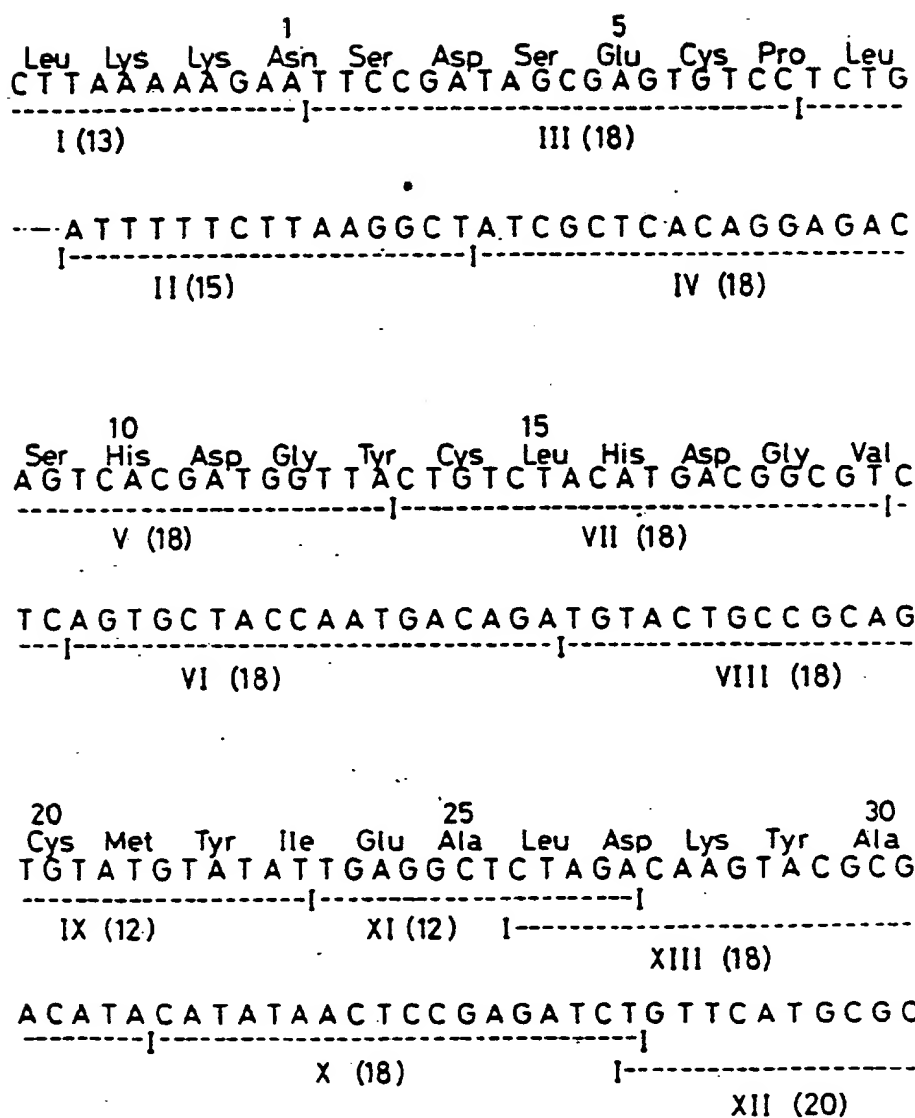 1 5
Leu Lys Lys Asn Ser Asp Ser Glu Cys Pro Leu
CTTAAAAAGAATTCCGATAGCGAGTGTCCTCTG
I (13) III (18)
ATTTTTCTTAAGGCTATCGCTCACAGGAGAC
II (15) IV (18)
10 15
Ser His Asp Gly Tyr Cys Leu His Asp Gly Val
AGTCACGATGGTTACTGTCTACATGACGGCGTC
V (18) VII (18)
TCAGTGCTACCAATGACAGATGTACTGCCGCAG
VI (18) VIII (18)
20 25 30
Cys Met Tyr Ile Glu Ala Leu Asp Lys Tyr Ala
TGTATGTATATTGAGGCTCTAGACAAGTACGCG
IX (12) XI (12)
XIII (18)
ACATACATATAACTCCGAGATCTGTTCATGCGC
X (18)
XII (20)